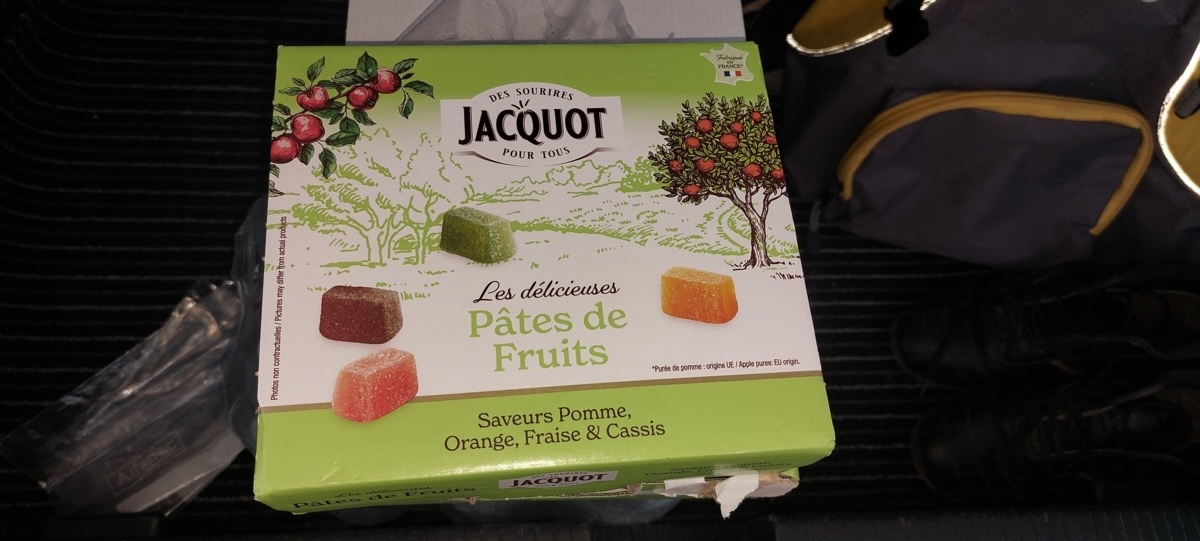 Fabriqué
en
FRANCE*
DES SOURIRES
JACQUOT
POUR TOUS
Photos non contractuelles / Pictures may differ from actual products
Les délicieuses
Pâtes de
Fruits
*Purée de pomme : origine UE / Apple puree: EU origin.
Saveurs Pomme,
Orange, Fraise & Cassis
JACQUOT
Pâtes de Fruits